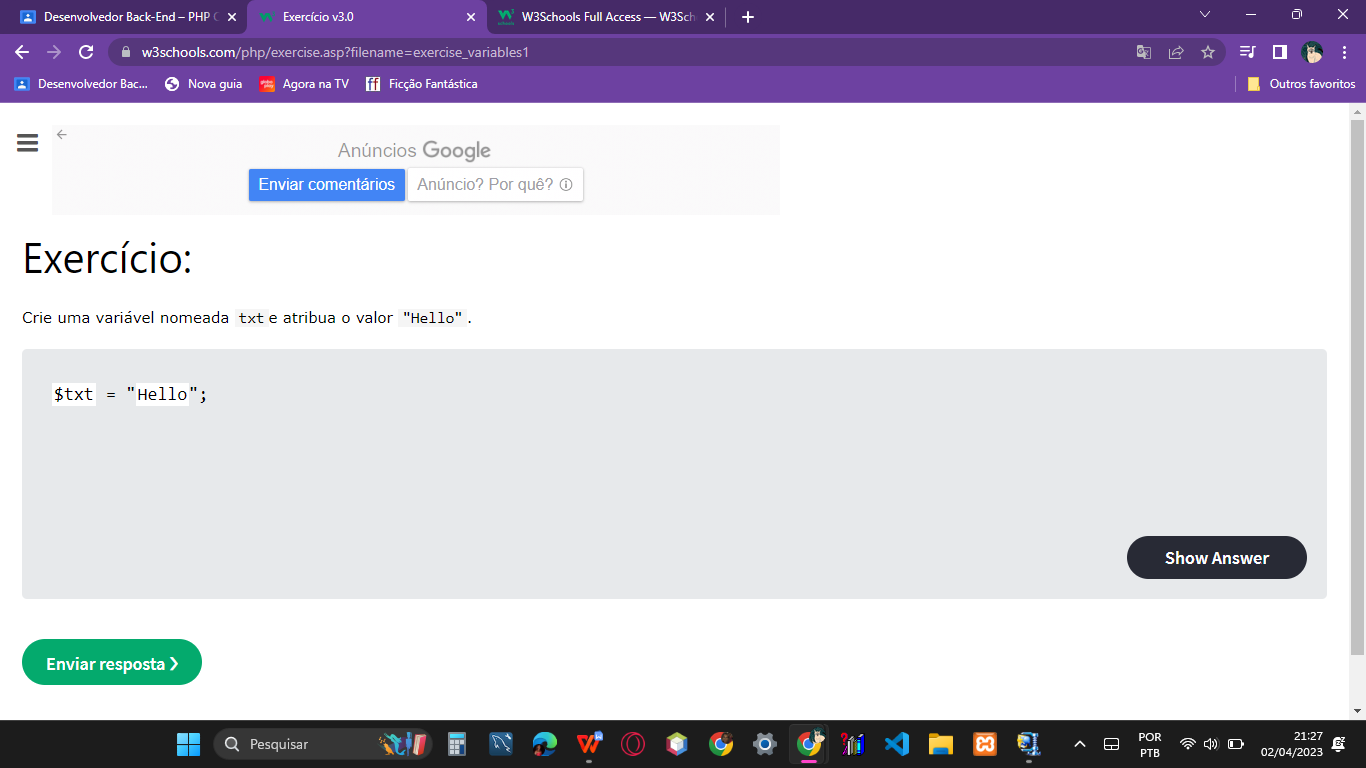 Desenvolvedor Back-End – PHP C
Exercício v3.0
W3Schools Full Access — W3Sch
w3schools.com/php/exercise.asp?filename=exercise_variables1
Desenvolvedor Bac...
Nova guia
Agora na TV
Ficção Fantástica
Outros favoritos
Anúncios Google
Enviar comentários
Anúncio? Por quê?
Exercício:
Crie uma variável nomeada txt e atribua o valor "Hello" .
$txt = "Hello";
Show Answer
Enviar resposta ❯
Pesquisar
POR
PTB
21:27
02/04/2023